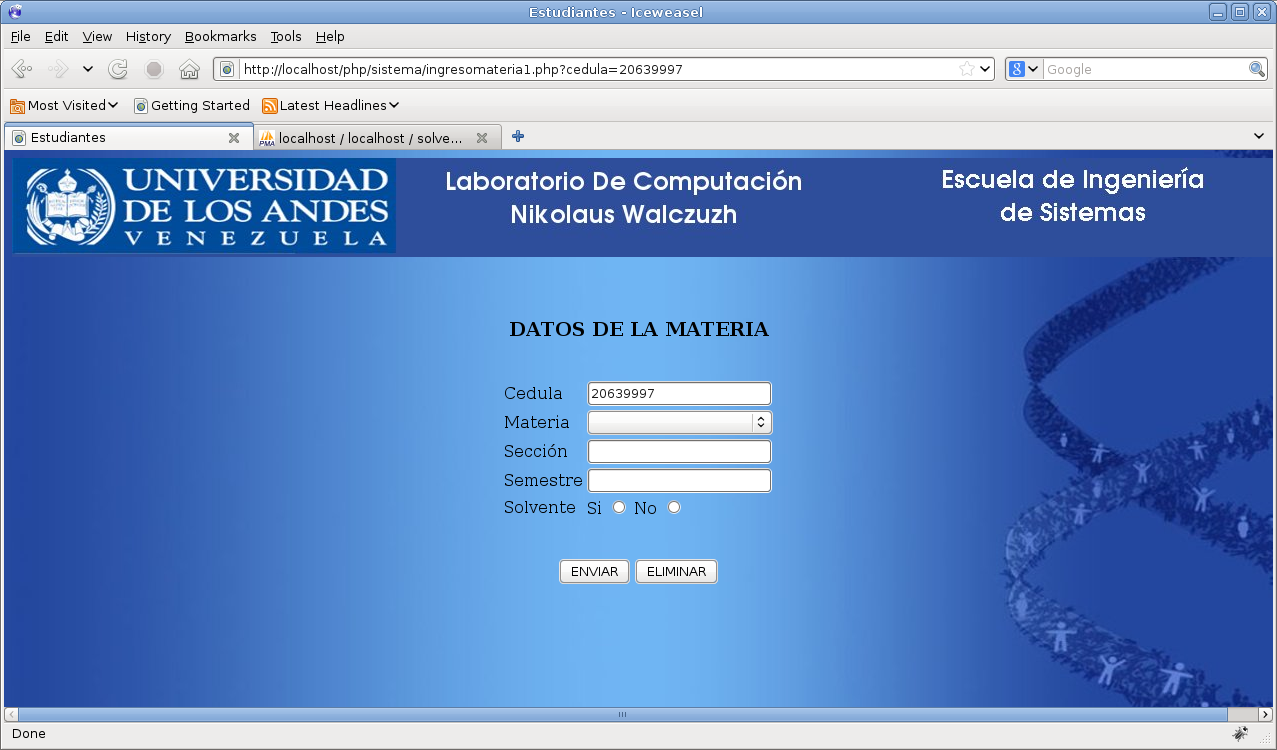 Estudiantes - Iceweasel
File Edit View History Bookmarks Tools Help
http://localhost/php/sistema/ingresomateria1.php?cedula=20639997
8 Google
Most Visited Getting Started Latest Headlines
Estudiantes
PMA localhost / localhost / solve...
UNIVERSIDAD
DE LOS ANDES
VENEZUELA
Laboratorio De Computación
Nikolaus Walczuzh
Escuela de Ingeniería
de Sistemas
DATOS DE LA MATERIA
Cedula 20639997
Materia
Sección
Semestre
Solvente Si No
ENVIAR ELIMINAR
Done